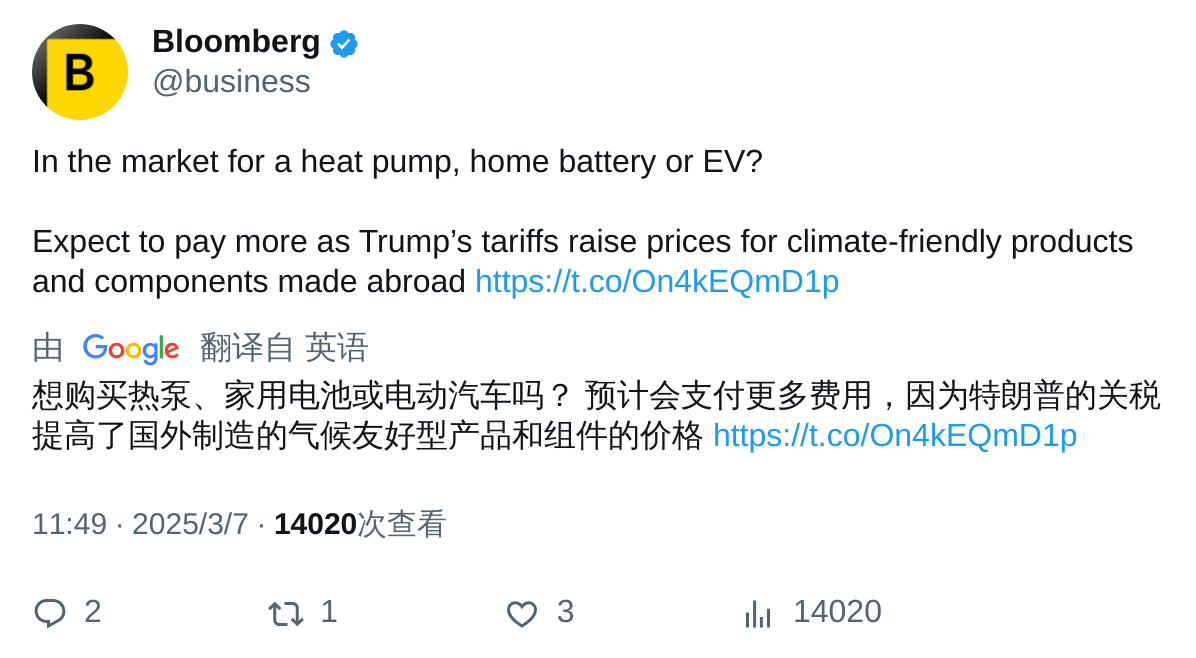 B
Bloomberg
@business
In the market for a heat pump, home battery or EV?
Expect to pay more as Trump’s tariffs raise prices for climate-friendly products
and components made abroad https://t.co/On4kEQmD1p
由 Google 翻译自 英语
想购买热泵、家用电池或电动汽车吗？ 预计会支付更多费用，因为特朗普的关税
提高了国外制造的气候友好型产品和组件的价格 https://t.co/On4kEQmD1p
11:49 · 2025/3/7 · 14020次查看
2 1 3 14020